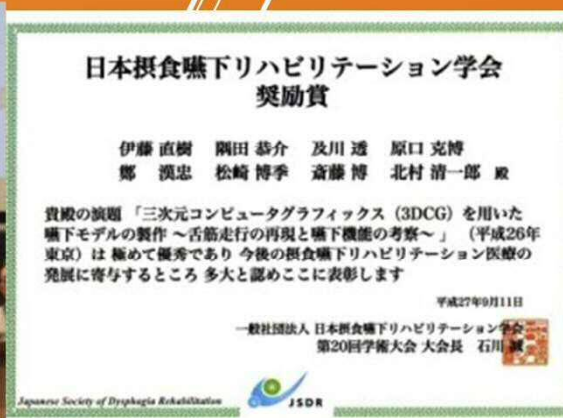 日本摂食嚥下リハビリテーション学会
奨励賞
伊藤 直樹 隅田 恭介 及川 透 原口 克博
鄭 漢忠 松崎 博季 斎藤 博 北村 清一郎 殿
貴殿の演題 「三次元コンピュータグラフィックス（3DCG）を用いた
嚥下モデルの製作 ～舌筋走行の再現と嚥下機能の考察～ 」 （平成26年
東京）は 極めて優秀であり 今後の摂食嚥下リハビリテーション医療の
発展に寄与するところ 多大と認めここに表彰します
平成27年9月11日
一般社団法人 日本摂食嚥下リハビリテーション学会
第20回学術大会 大会長 石川 誠
Japanese Society of Dysphagia Rehabilitation
JSDR